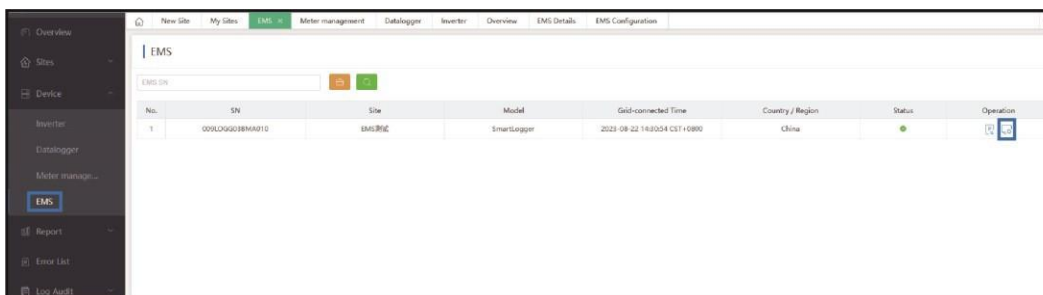 New Site My Sites EMS × Meter management Datalogger Inverter Overview EMS Details EMS Configuration
Overview
Sites
Device
Inverter
Datalogger
Meter manage...
EMS
Report
Error List
Log Audit
EMS
EMS SN
No. SN Site Model Grid-connected Time Country / Region Status Operation
1 EMS测试 SmartLogger 2023-08-22 14:00:54 CST+0800 China